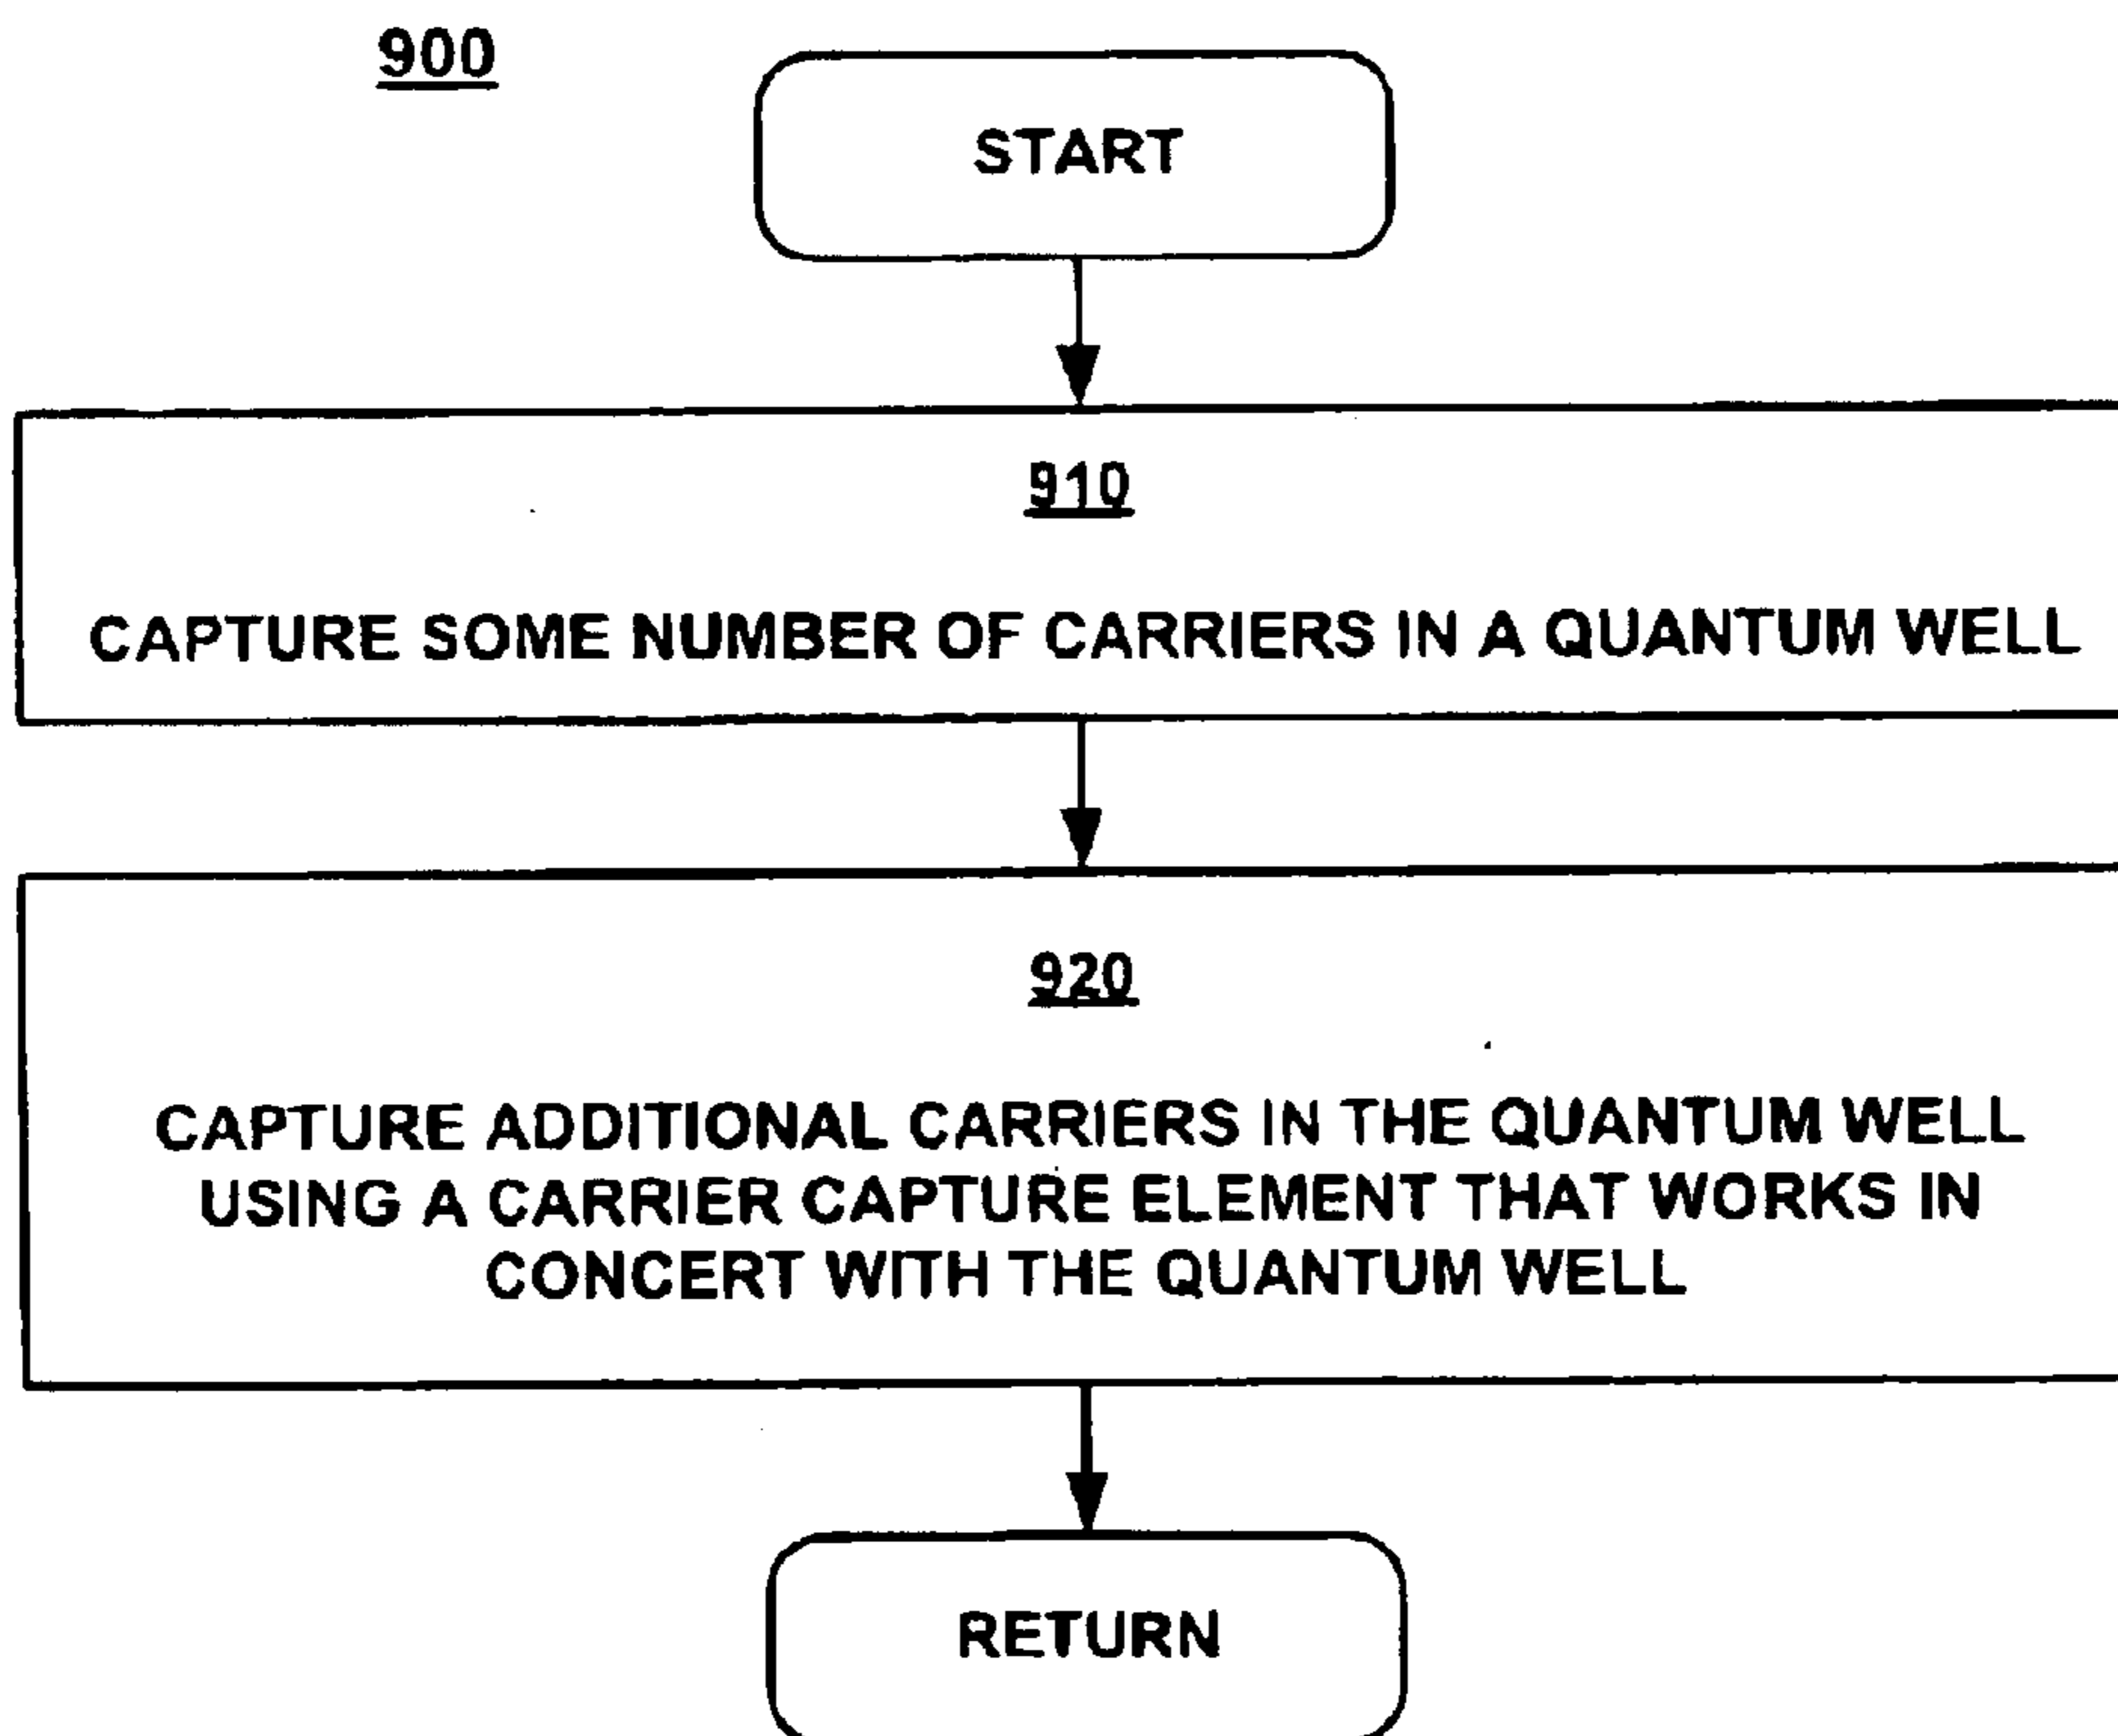 900
START
910
CAPTURE SOME NUMBER OF CARRIERS IN A QUANTUM WELL
920
CAPTURE ADDITIONAL CARRIERS IN THE QUANTUM WELL
USING A CARRIER CAPTURE ELEMENT THAT WORKS IN
CONCERT WITH THE QUANTUM WELL
RETURN